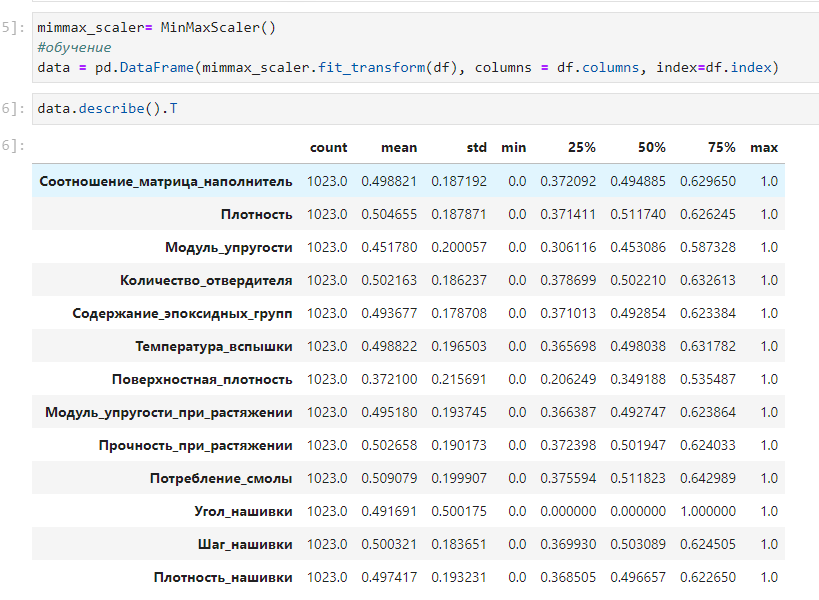 5]: mimmax_scaler= MinMaxScaler()
#обучение
data = pd.DataFrame(mimmax_scaler.fit_transform(df), columns = df.columns, index=df.index)
6]: data.describe().T
6]:
count mean std min 25% 50% 75% max
Соотношение_матрица_наполнитель 1023.0 0.498821 0.187192 0.0 0.372092 0.494885 0.629650 1.0
Плотность 1023.0 0.504655 0.187871 0.0 0.371411 0.511740 0.626245 1.0
Модуль_упругости 1023.0 0.451780 0.200057 0.0 0.306116 0.453086 0.587328 1.0
Количество_отвердителя 1023.0 0.502163 0.186237 0.0 0.378699 0.502210 0.632613 1.0
Содержание_эпоксидных_групп 1023.0 0.493677 0.178708 0.0 0.371013 0.492854 0.623384 1.0
Температура_вспышки 1023.0 0.498822 0.196503 0.0 0.365698 0.498038 0.631782 1.0
Поверхностная_плотность 1023.0 0.372100 0.215691 0.0 0.206249 0.349188 0.535487 1.0
Модуль_упругости_при_растяжении 1023.0 0.495180 0.193745 0.0 0.366387 0.492747 0.623864 1.0
Прочность_при_растяжении 1023.0 0.502658 0.190173 0.0 0.372398 0.501947 0.624033 1.0
Потребление_смолы 1023.0 0.509079 0.199907 0.0 0.375594 0.511823 0.642989 1.0
Угол_нашивки 1023.0 0.491691 0.500175 0.0 0.000000 0.000000 1.000000 1.0
Шаг_нашивки 1023.0 0.500321 0.183651 0.0 0.369930 0.503089 0.624505 1.0
Плотность_нашивки 1023.0 0.497417 0.193231 0.0 0.368505 0.496657 0.622650 1.0